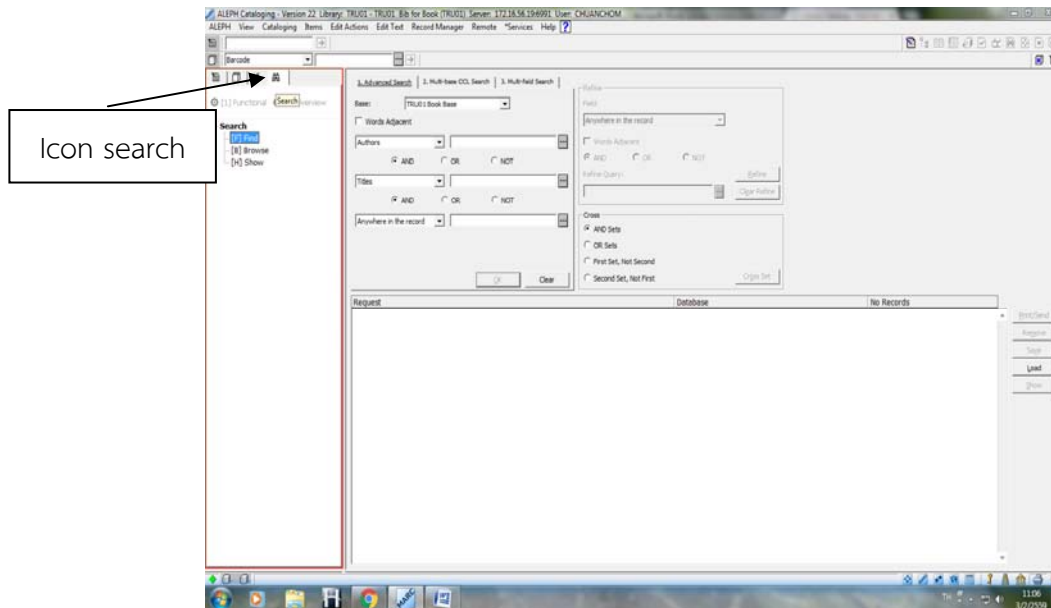 ALEPH Cataloging - Version 22 Library: TRU01 - TRU01 Bib for Book (TRU01) Server: 172.16.56.19:6991 User: CHUANCHOM
ALEPH View Cataloging Items Edit Actions Edit Text Record Manager Remote *Services Help ?
Barcode
[1] Functional
Search
Icon search
Search
[F] Find
[B] Browse
[H] Show
1. Advanced Search 2. Multi-base CCL Search 3. Multi-field Search
Base: TRU01 Book Base
Words Adjacent
Authors
AND OR NOT
Titles
AND OR NOT
Anywhere in the record
Clear
Refine
Field
Anywhere in the record
Words Adjacent
AND OR NOT
Refine Query:
Refine
Clear Refine
Cross
AND Sets
OR Sets
First Set, Not Second
Second Set, Not First
Cross Set
Request Database No Records
Print/Send
Remove
Save
Load
Show
MARC
TH
11:06
3/2/2559